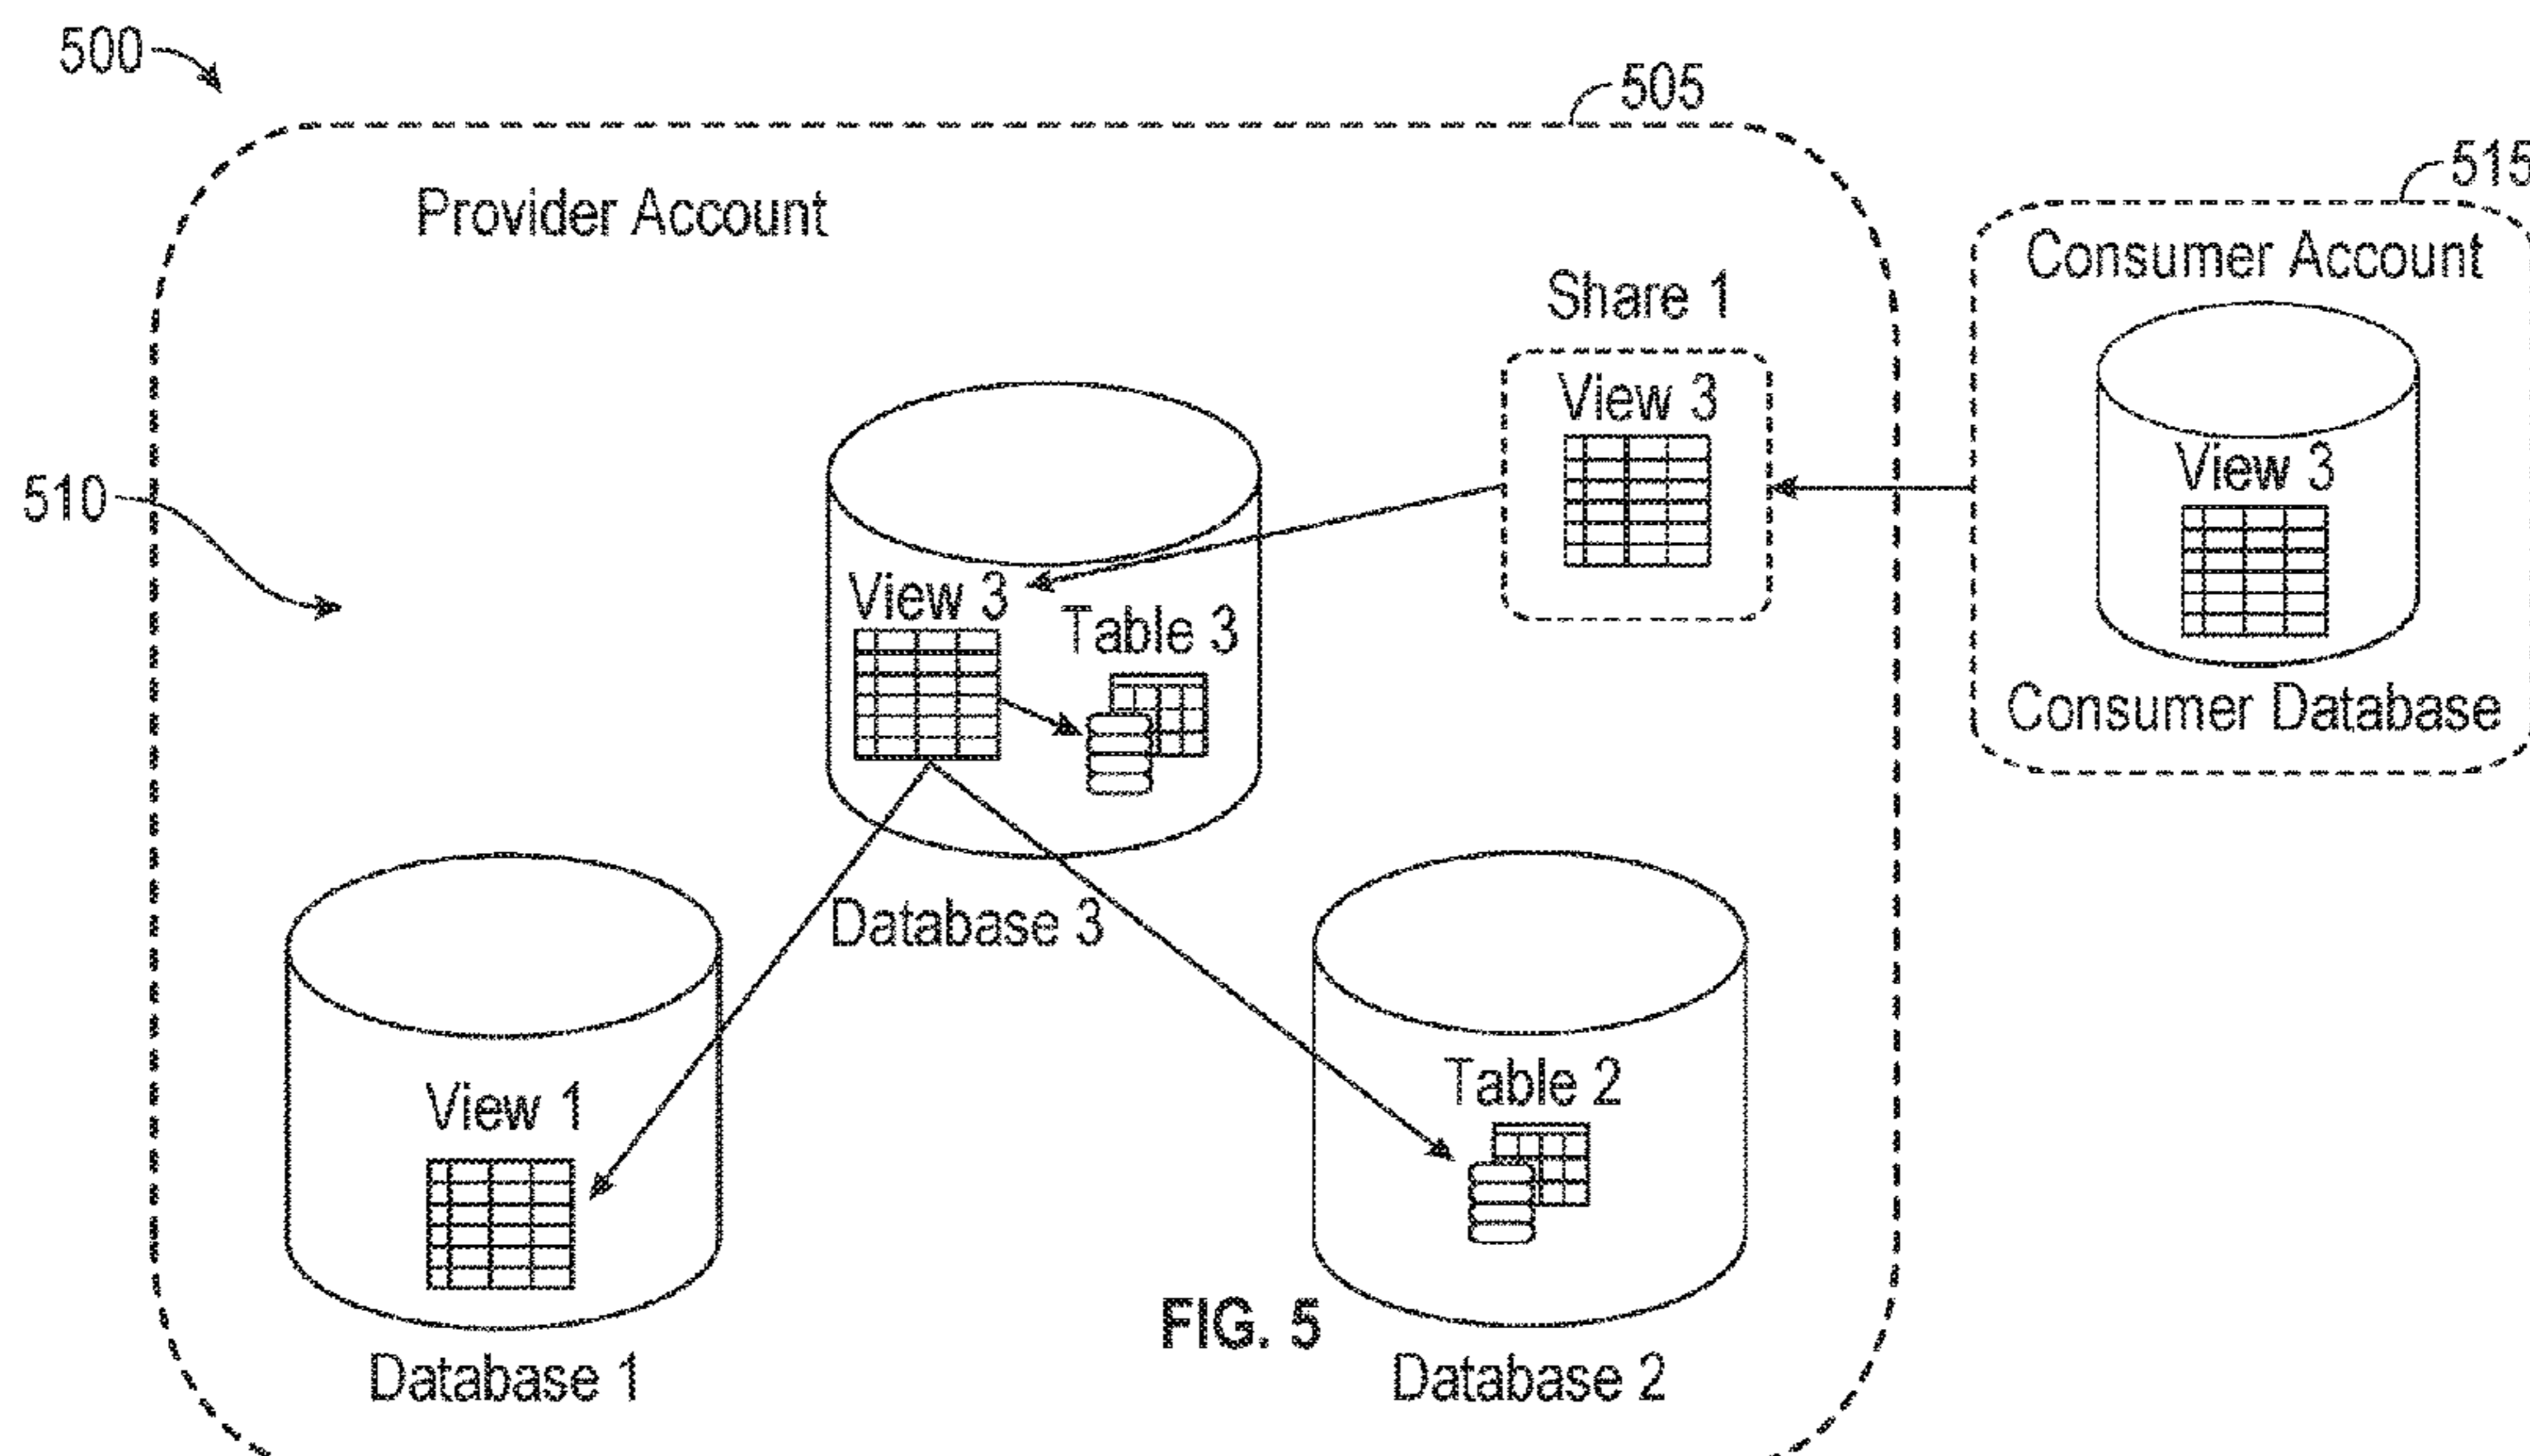 500
505
515
Provider Account
Consumer Account
Share 1
View 3
View 3
510
View 3
Table 3
Consumer Database
Database 3
View 1
Table 2
FIG. 5
Database 1
Database 2